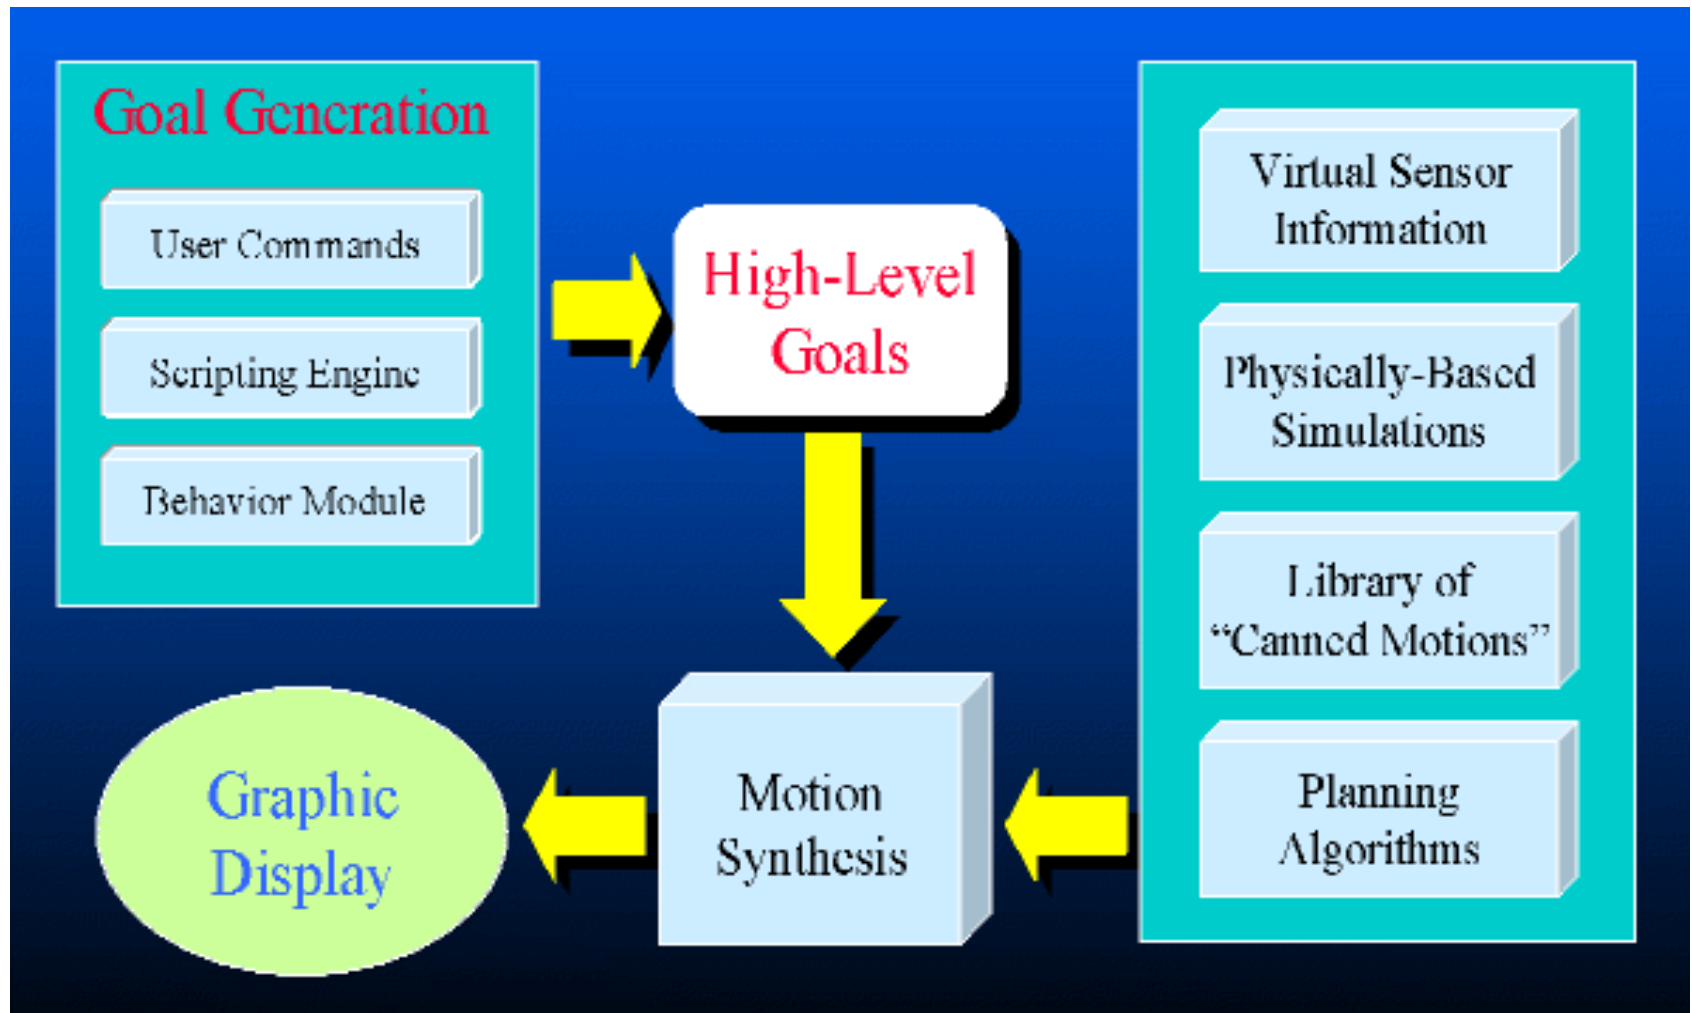 Goal Generation
User Commands
Scripting Engine
Behavior Module
High-Level
Goals
Virtual Sensor
Information
Physically-Based
Simulations
Library of
“Canned Motions”
Planning
Algorithms
Motion
Synthesis
Graphic
Display